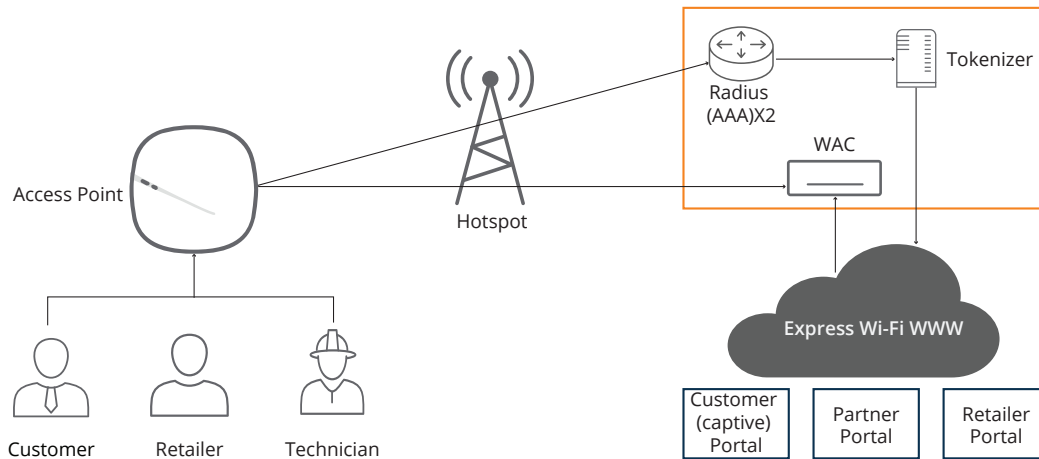 Radius
(AAA)X2
Tokenizer
WAC
Access Point
Hotspot
Express Wi-Fi WWW
Customer
Retailer
Technician
Customer
(captive)
Portal
Partner
Portal
Retailer
Portal